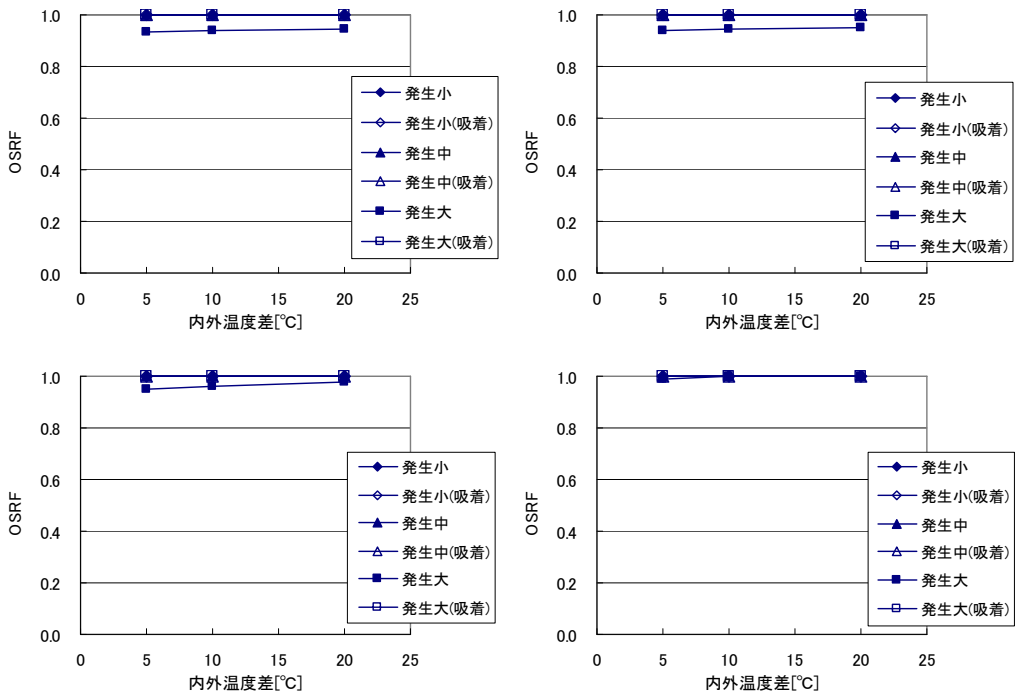 1.0
0.8
0.6
0.4
0.2
0.0
OSRF
0 5 10 15 20 25
内外温度差[℃]
発生小
発生小(吸着)
発生中
発生中(吸着)
発生大
発生大(吸着)
1.0
0.8
0.6
0.4
0.2
0.0
OSRF
0 5 10 15 20 25
内外温度差[℃]
発生小
発生小(吸着)
発生中
発生中(吸着)
発生大
発生大(吸着)
1.0
0.8
0.6
0.4
0.2
0.0
OSRF
0 5 10 15 20 25
内外温度差[℃]
発生小
発生小(吸着)
発生中
発生中(吸着)
発生大
発生大(吸着)
1.0
0.8
0.6
0.4
0.2
0.0
OSRF
0 5 10 15 20 25
内外温度差[℃]
発生小
発生小(吸着)
発生中
発生中(吸着)
発生大
発生大(吸着)